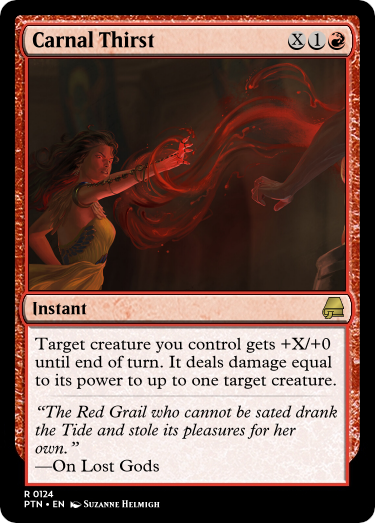 Carnal Thirst X1
Instant
Target creature you control gets +X/+0
until end of turn. It deals damage equal
to its power to up to one target creature.
“The Red Grail who cannot be sated drank
the Tide and stole its pleasures for her
own.”
—On Lost Gods
R 0124
PTN • EN SUZANNE HELMIGH